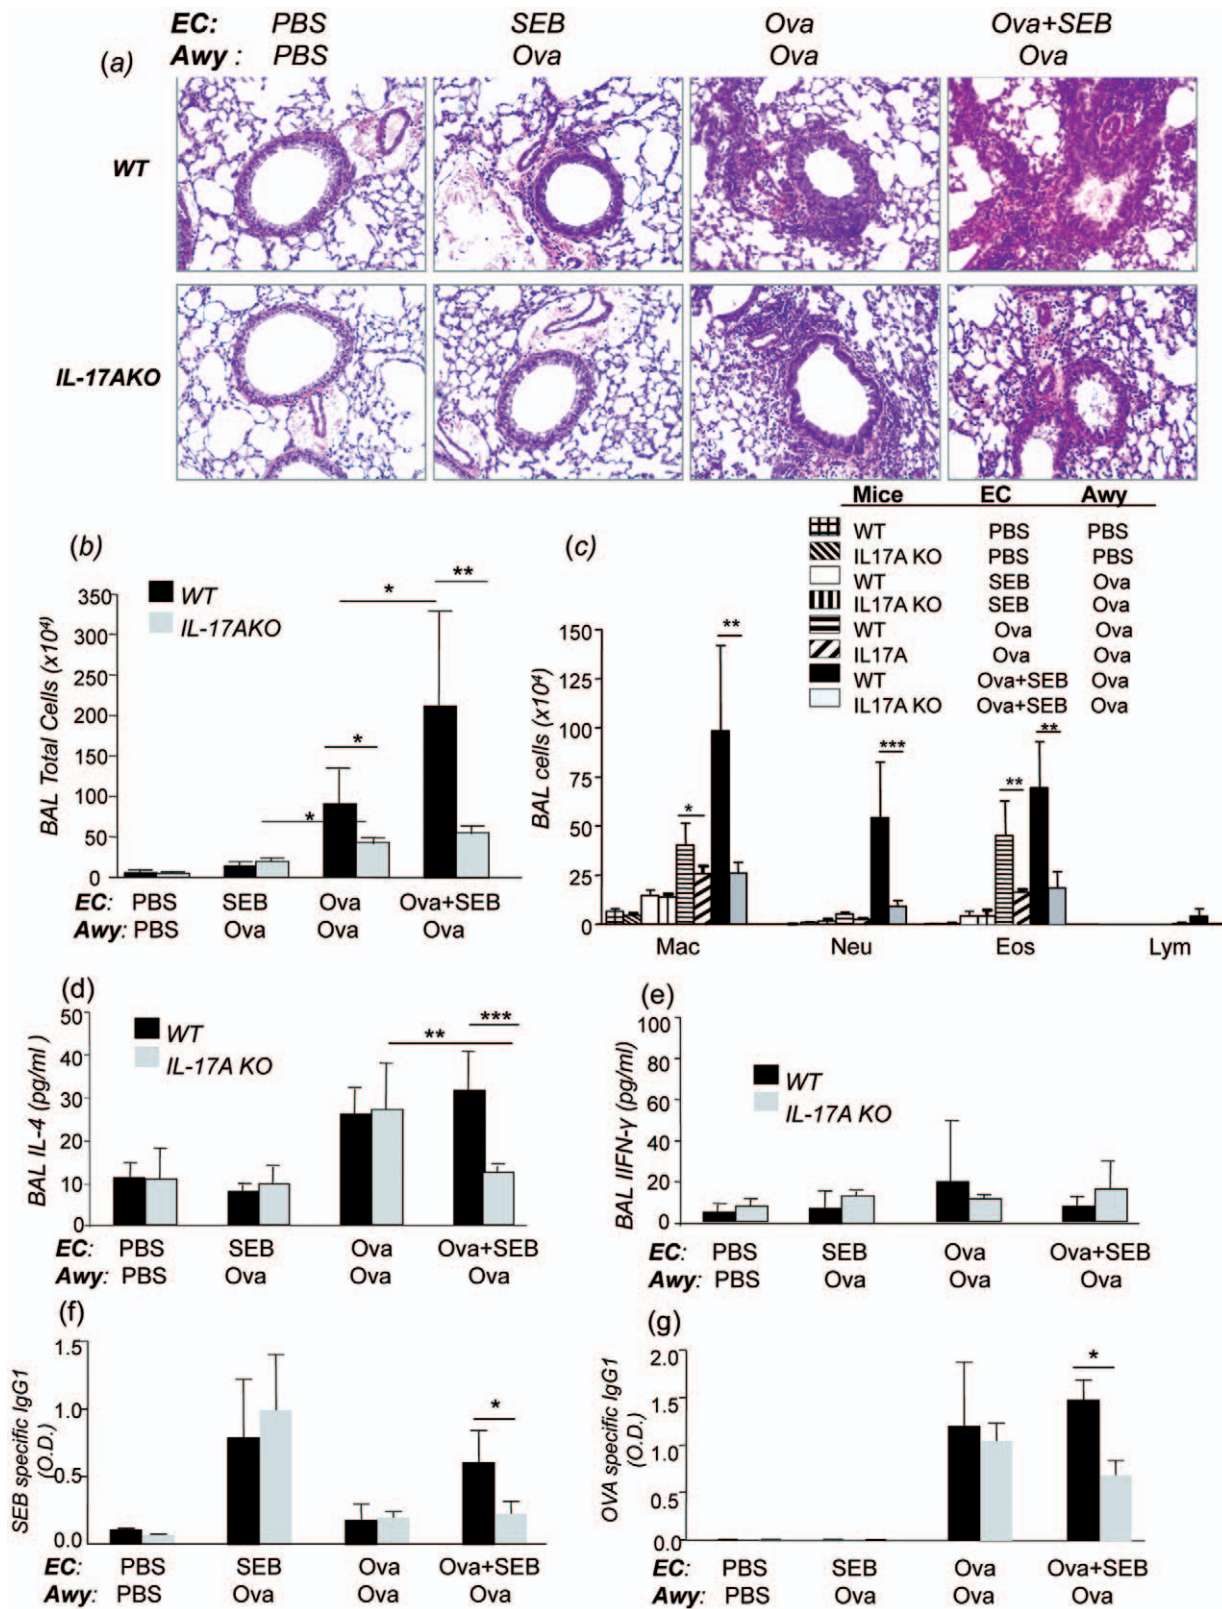 EC: PBS SEB Ova Ova+SEB
Awy : PBS Ova Ova Ova
(a)
WT
IL-17AKO
(b)
WT
IL-17AKO
* ** * *
BAL Total Cells (x10⁴)
350
300
250
200
150
100
50
0
EC: PBS SEB Ova Ova+SEB
Awy: PBS Ova Ova Ova
(c)
Mice EC Awy
WT PBS PBS
IL17A KO PBS PBS
WT SEB Ova
IL17A KO SEB Ova
WT Ova Ova
IL17A Ova Ova
WT Ova+SEB Ova
IL17A KO Ova+SEB Ova
BAL cells (x10⁴)
150
125
100
75
50
25
0
* ** *** ** **
Mac Neu Eos Lym
(d)
WT
IL-17A KO
** ***
BAL IL-4 (pg/ml )
50
40
30
20
10
0
EC: PBS SEB Ova Ova+SEB
Awy: PBS Ova Ova Ova
(e)
WT
IL-17A KO
BAL IIFN-γ (pg/ml)
100
80
60
40
20
0
EC: PBS SEB Ova Ova+SEB
Awy: PBS Ova Ova Ova
(f)
SEB specific IgG1
(O.D.)
1.5
1.0
0.5
0.0
*
EC: PBS SEB Ova Ova+SEB
Awy: PBS Ova Ova Ova
(g)
OVA specific IgG1
(O.D.)
2.0
1.5
1.0
0.5
0.0
*
EC: PBS SEB Ova Ova+SEB
Awy: PBS Ova Ova Ova